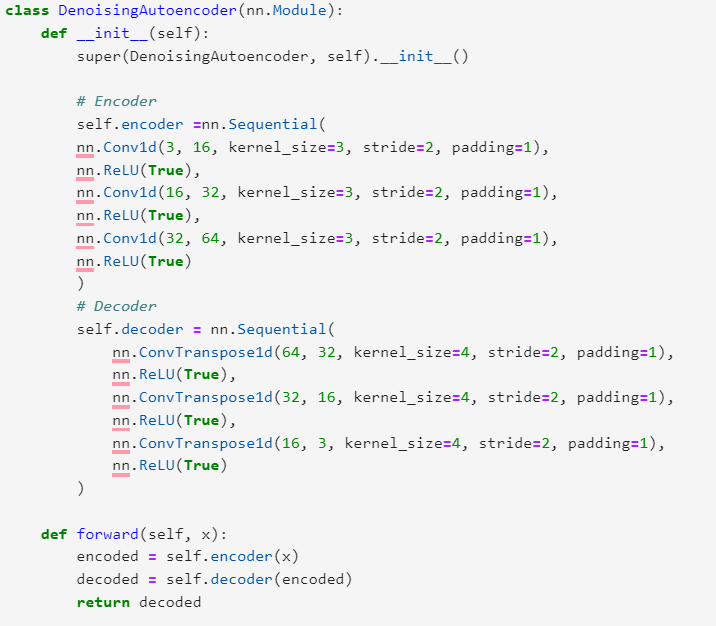 class DenoisingAutoencoder(nn.Module):
    def __init__(self):
        super(DenoisingAutoencoder, self).__init__()

        # Encoder
        self.encoder =nn.Sequential(
        nn.Conv1d(3, 16, kernel_size=3, stride=2, padding=1),
        nn.ReLU(True),
        nn.Conv1d(16, 32, kernel_size=3, stride=2, padding=1),
        nn.ReLU(True),
        nn.Conv1d(32, 64, kernel_size=3, stride=2, padding=1),
        nn.ReLU(True)
        )
        # Decoder
        self.decoder = nn.Sequential(
            nn.ConvTranspose1d(64, 32, kernel_size=4, stride=2, padding=1),
            nn.ReLU(True),
            nn.ConvTranspose1d(32, 16, kernel_size=4, stride=2, padding=1),
            nn.ReLU(True),
            nn.ConvTranspose1d(16, 3, kernel_size=4, stride=2, padding=1),
            nn.ReLU(True)
        )

    def forward(self, x):
        encoded = self.encoder(x)
        decoded = self.decoder(encoded)
        return decoded